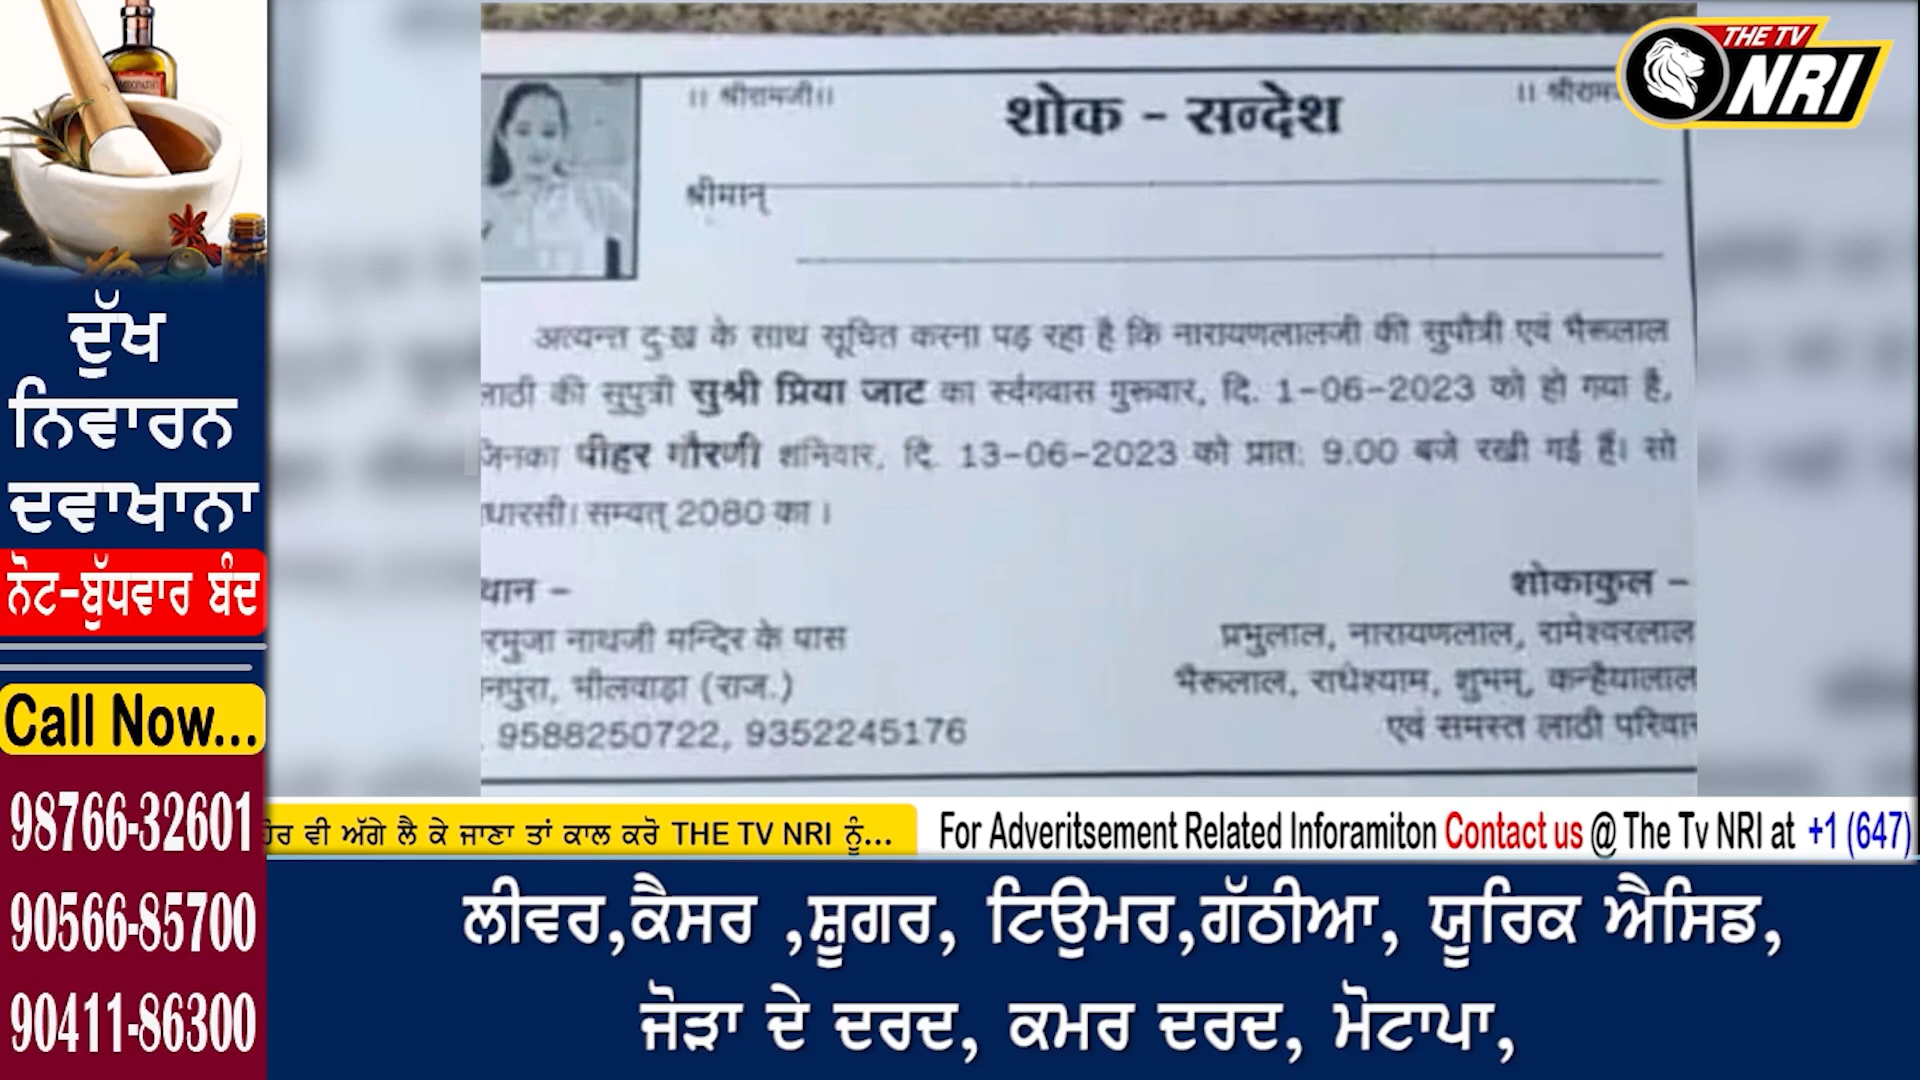 THE TV
NRI
।। श्रीरामजी।।
शोक - सन्देश
।। श्रीराम
श्रीमान्
अत्यन्त दुःख के साथ सूचित करना पड़ रहा है कि नारायणलालजी की सुपौत्री एवं भैरूलाल
लाठी की सुपुत्री सुश्री प्रिया जाट का स्र्वगवास गुरूवार, दि. 1-06-2023 को हो गया है,
जिनका पीहर गौरणी शनिवार, दि. 13-06-2023 को प्रात: 9.00 बजे रखी गई हैं। सो
धारसी। सम्वत् 2080 का।
थान -
रमुजा नाथजी मन्दिर के पास
नपुरा, भीलवाड़ा (राज.)
9588250722, 9352245176
शोकाकुल -
प्रभुलाल, नारायणलाल, रामेश्वरलाल
भैरूलाल, राधेश्याम, शुभम्, कन्हैयालाल
एवं समस्त लाठी परिवार
ਦੁੱਖ
ਨਿਵਾਰਨ
ਦਵਾਖਾਨਾ
ਨੋਟ-ਬੁੱਧਵਾਰ ਬੰਦ
Call Now...
98766-32601
90566-85700
90411-86300
ਹੋਰ ਵੀ ਅੱਗੇ ਲੈ ਕੇ ਜਾਣਾ ਤਾਂ ਕਾਲ ਕਰੋ THE TV NRI ਨੂੰ...
For Adveritsement Related Inforamiton Contact us @ The Tv NRI at +1 (647)
ਲੀਵਰ,ਕੈਸਰ ,ਸ਼ੂਗਰ, ਟਿਊਮਰ,ਗੱਠੀਆ, ਯੂਰਿਕ ਐਸਿਡ,
ਜੋੜਾ ਦੇ ਦਰਦ, ਕਮਰ ਦਰਦ, ਮੋਟਾਪਾ,